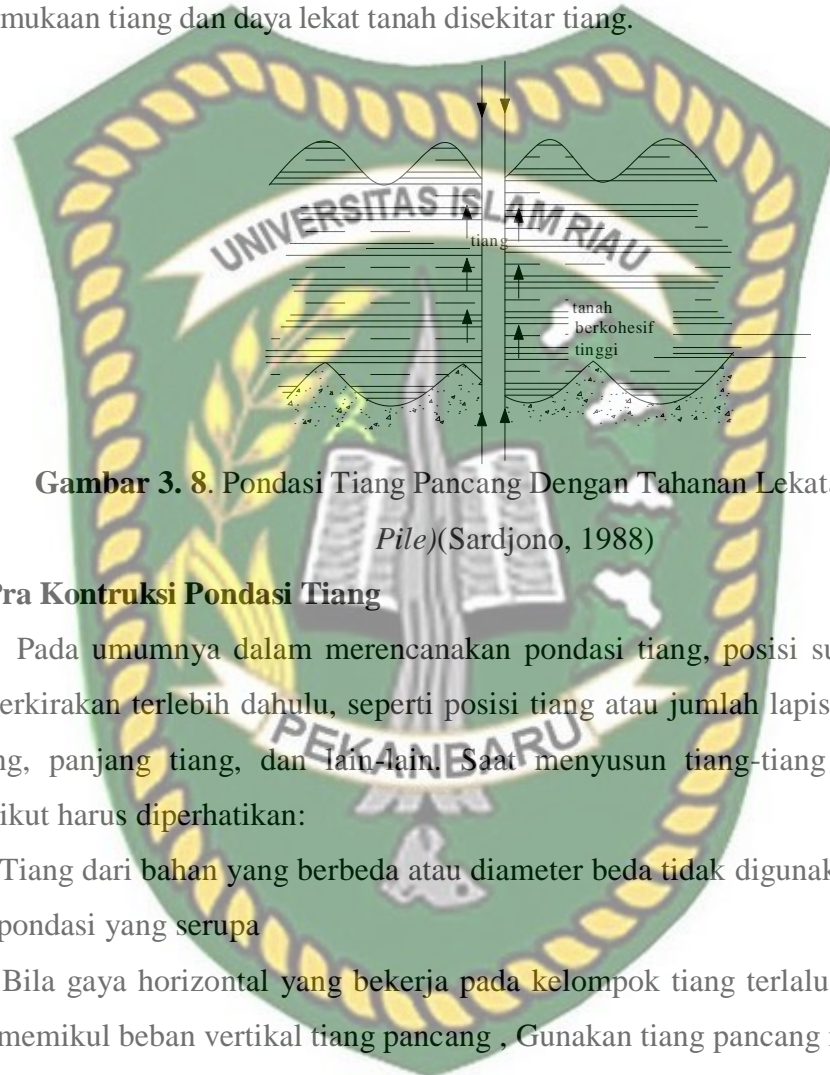 mukaan tiang dan daya lekat tanah disekitar tiang.
UNIVERSITAS ISLAM RIAU
tiang
tanah
berkohesif
tinggi
Gambar 3. 8. Pondasi Tiang Pancang Dengan Tahanan Lekat
Pile)(Sardjono, 1988)
Pra Kontruksi Pondasi Tiang
Pada umumnya dalam merencanakan pondasi tiang, posisi su
erkirakan terlebih dahulu, seperti posisi tiang atau jumlah lapis
ng, panjang tiang, dan lain-lain. Saat menyusun tiang-tiang
PEKANBARU
ikut harus diperhatikan:
Tiang dari bahan yang berbeda atau diameter beda tidak digunak
pondasi yang serupa
Bila gaya horizontal yang bekerja pada kelompok tiang terlalu
memikul beban vertikal tiang pancang , Gunakan tiang pancang